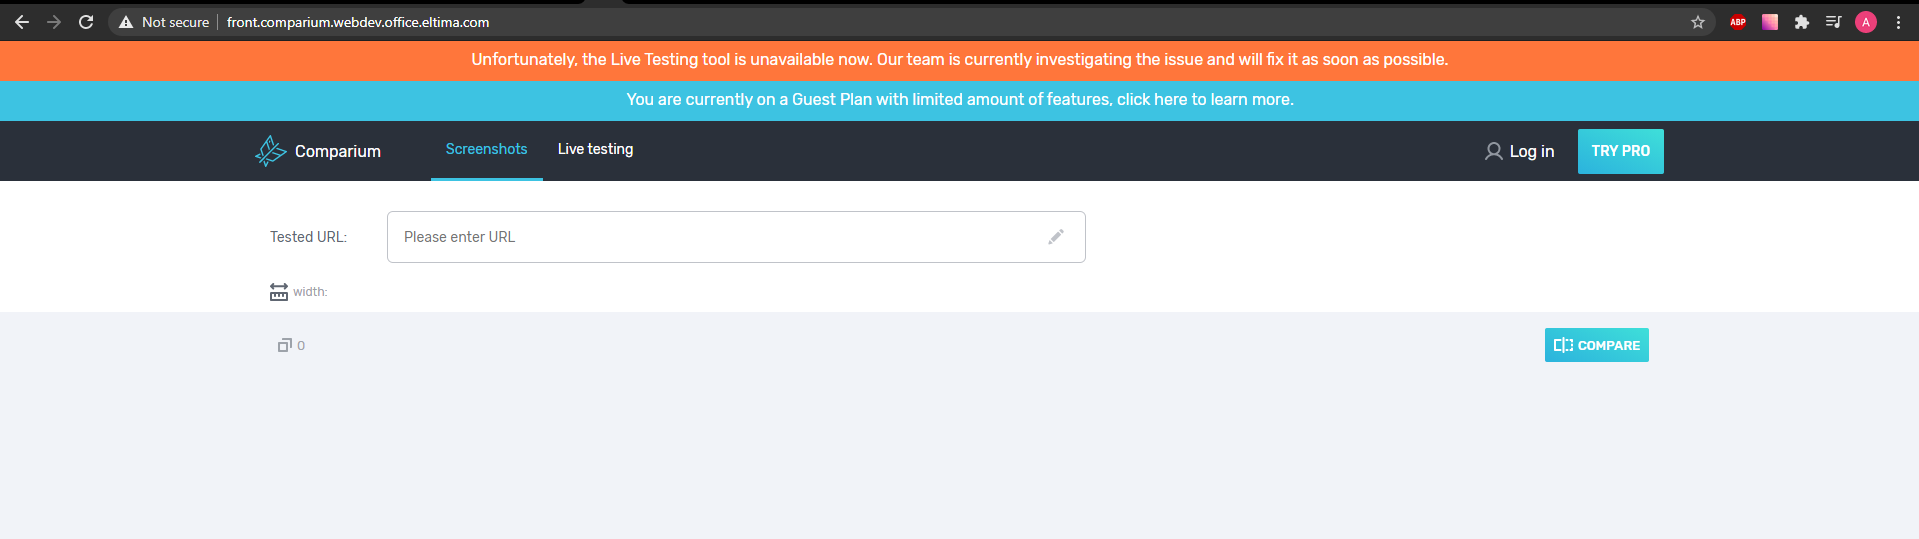 Not secure front.comparium.webdev.office.eltima.com ABP A
Unfortunately, the Live Testing tool is unavailable now. Our team is currently investigating the issue and will fix it as soon as possible.
You are currently on a Guest Plan with limited amount of features, click here to learn more.
Comparium Screenshots Live testing Log in TRY PRO
Tested URL: Please enter URL
width:
0 COMPARE